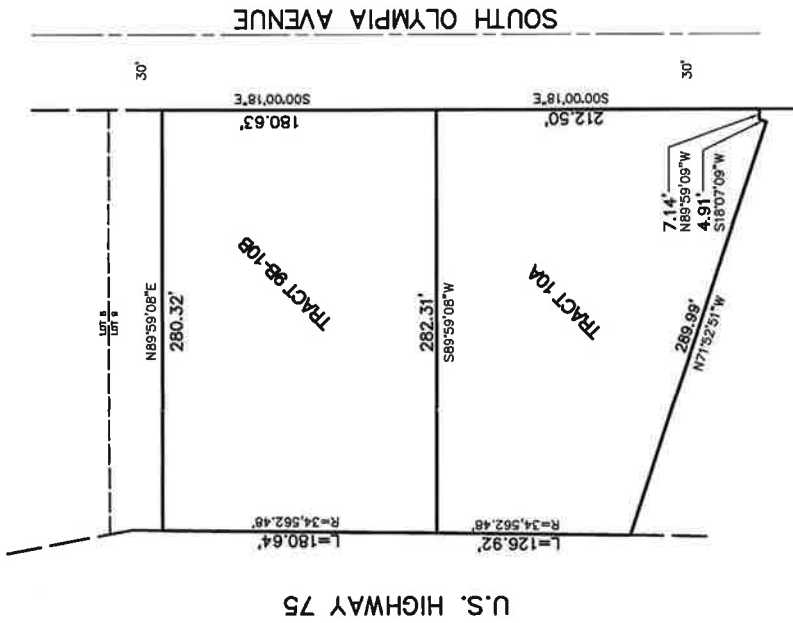 SOUTH OLYMPIA AVENUE
30'
30'
S00°00'18"E
S00°00'18"E
180.63'
212.50'
LOT 8
LOT 9
N89°59'08"E
280.32'
TRACT 9B-10B
7.14'
N89°59'09"W
4.91'
S18°07'09"W
282.31'
S89°59'08"W
TRACT 10A
289.99'
N71°52'51"W
R=34,562.48'
L=180.64'
R=34,562.48'
L=126.92'
U.S. HIGHWAY 75